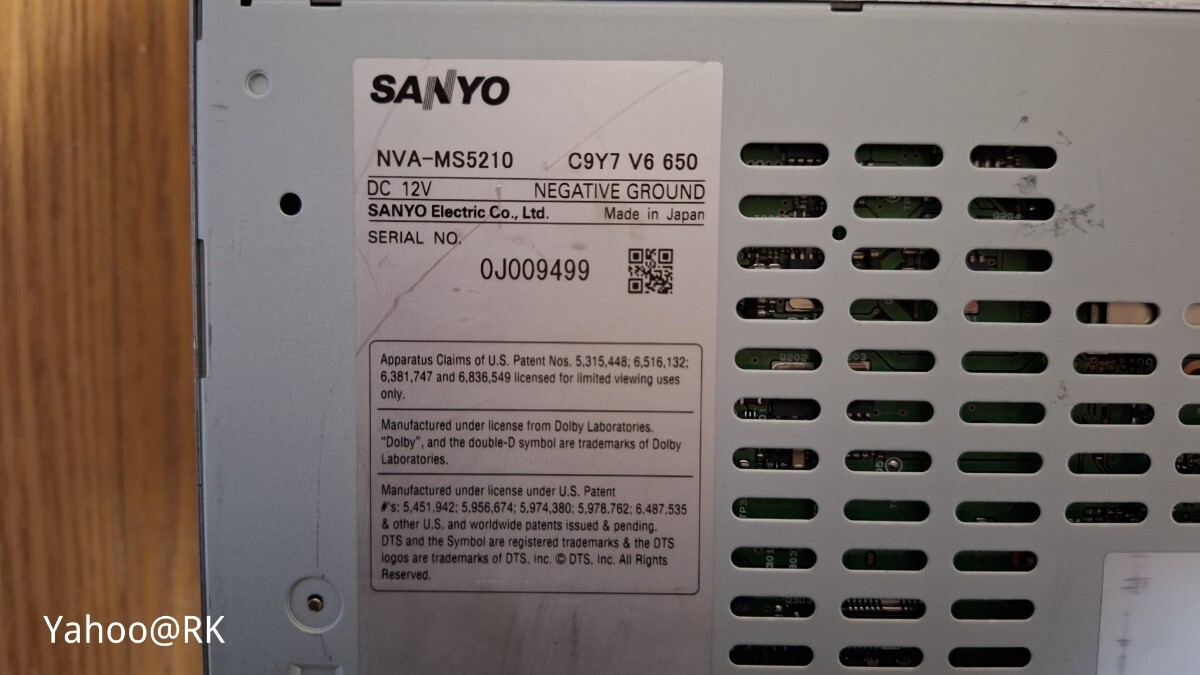 SANYO
NVA-MS5210 C9Y7 V6 650
DC 12V NEGATIVE GROUND
SANYO Electric Co., Ltd. Made in Japan
SERIAL NO.
0J009499
Apparatus Claims of U.S. Patent Nos. 5,315,448; 6,516,132;
6,381,747 and 6,836,549 licensed for limited viewing uses
only.
Manufactured under license from Dolby Laboratories.
"Dolby", and the double-D symbol are trademarks of Dolby
Laboratories.
Manufactured under license under U.S. Patent
#'s: 5,451,942; 5,956,674; 5,974,380; 5,978,762; 6,487,535
& other U.S. and worldwide patents issued & pending.
DTS and the Symbol are registered trademarks & the DTS
logos are trademarks of DTS, Inc. © DTS, Inc. All Rights
Reserved.
Q204
Q202
Yahoo@RK